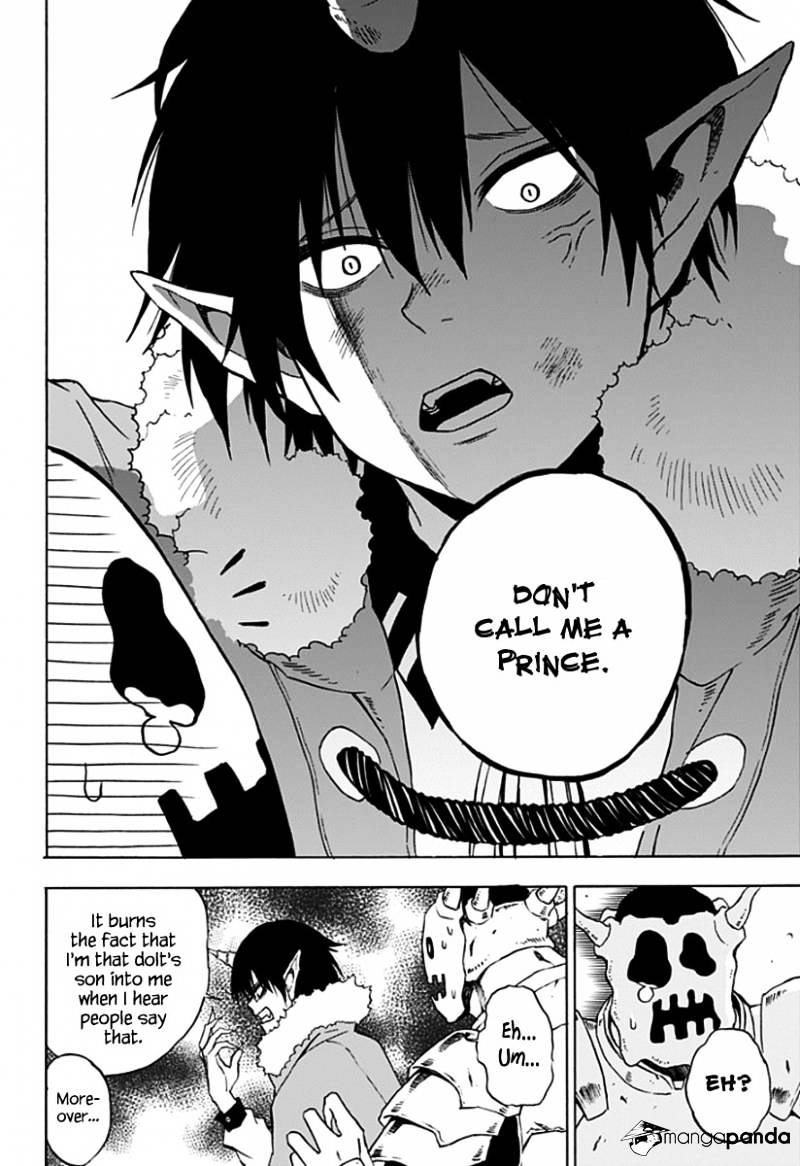 DON'T
CALL ME A
PRINCE.
EH?
Eh...
Um...
It burns
the fact that
I'm that dolt's
son into me
when I hear
people say
that.
More-
over...
mangapanda